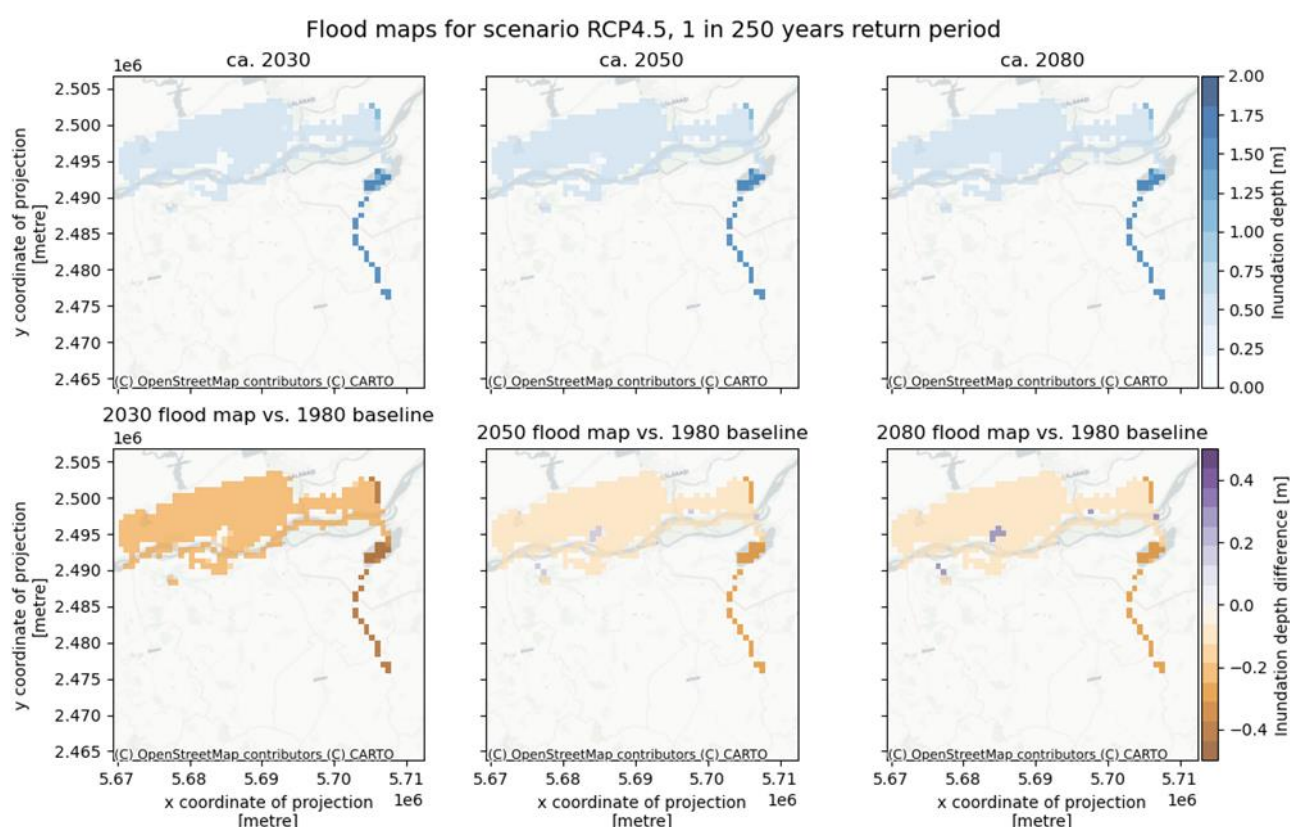 Flood maps for scenario RCP4.5, 1 in 250 years return period
ca. 2030
ca. 2050
ca. 2080
1e6
2.505
2.500
2.495
2.490
2.485
2.480
2.475
2.470
2.465
y coordinate of projection
[metre]
(C) OpenStreetMap contributors (C) CARTO
(C) OpenStreetMap contributors (C) CARTO
(C) OpenStreetMap contributors (C) CARTO
2.00
1.75
1.50
1.25
1.00
0.75
0.50
0.25
0.00
Inundation depth [m]
2030 flood map vs. 1980 baseline
2050 flood map vs. 1980 baseline
2080 flood map vs. 1980 baseline
1e6
2.505
2.500
2.495
2.490
2.485
2.480
2.475
2.470
2.465
y coordinate of projection
[metre]
(C) OpenStreetMap contributors (C) CARTO
(C) OpenStreetMap contributors (C) CARTO
(C) OpenStreetMap contributors (C) CARTO
0.4
0.2
0.0
−0.2
−0.4
Inundation depth difference [m]
5.67 5.68 5.69 5.70 5.71
5.67 5.68 5.69 5.70 5.71
5.67 5.68 5.69 5.70 5.71
x coordinate of projection
[metre]
1e6
x coordinate of projection
[metre]
1e6
x coordinate of projection
[metre]
1e6